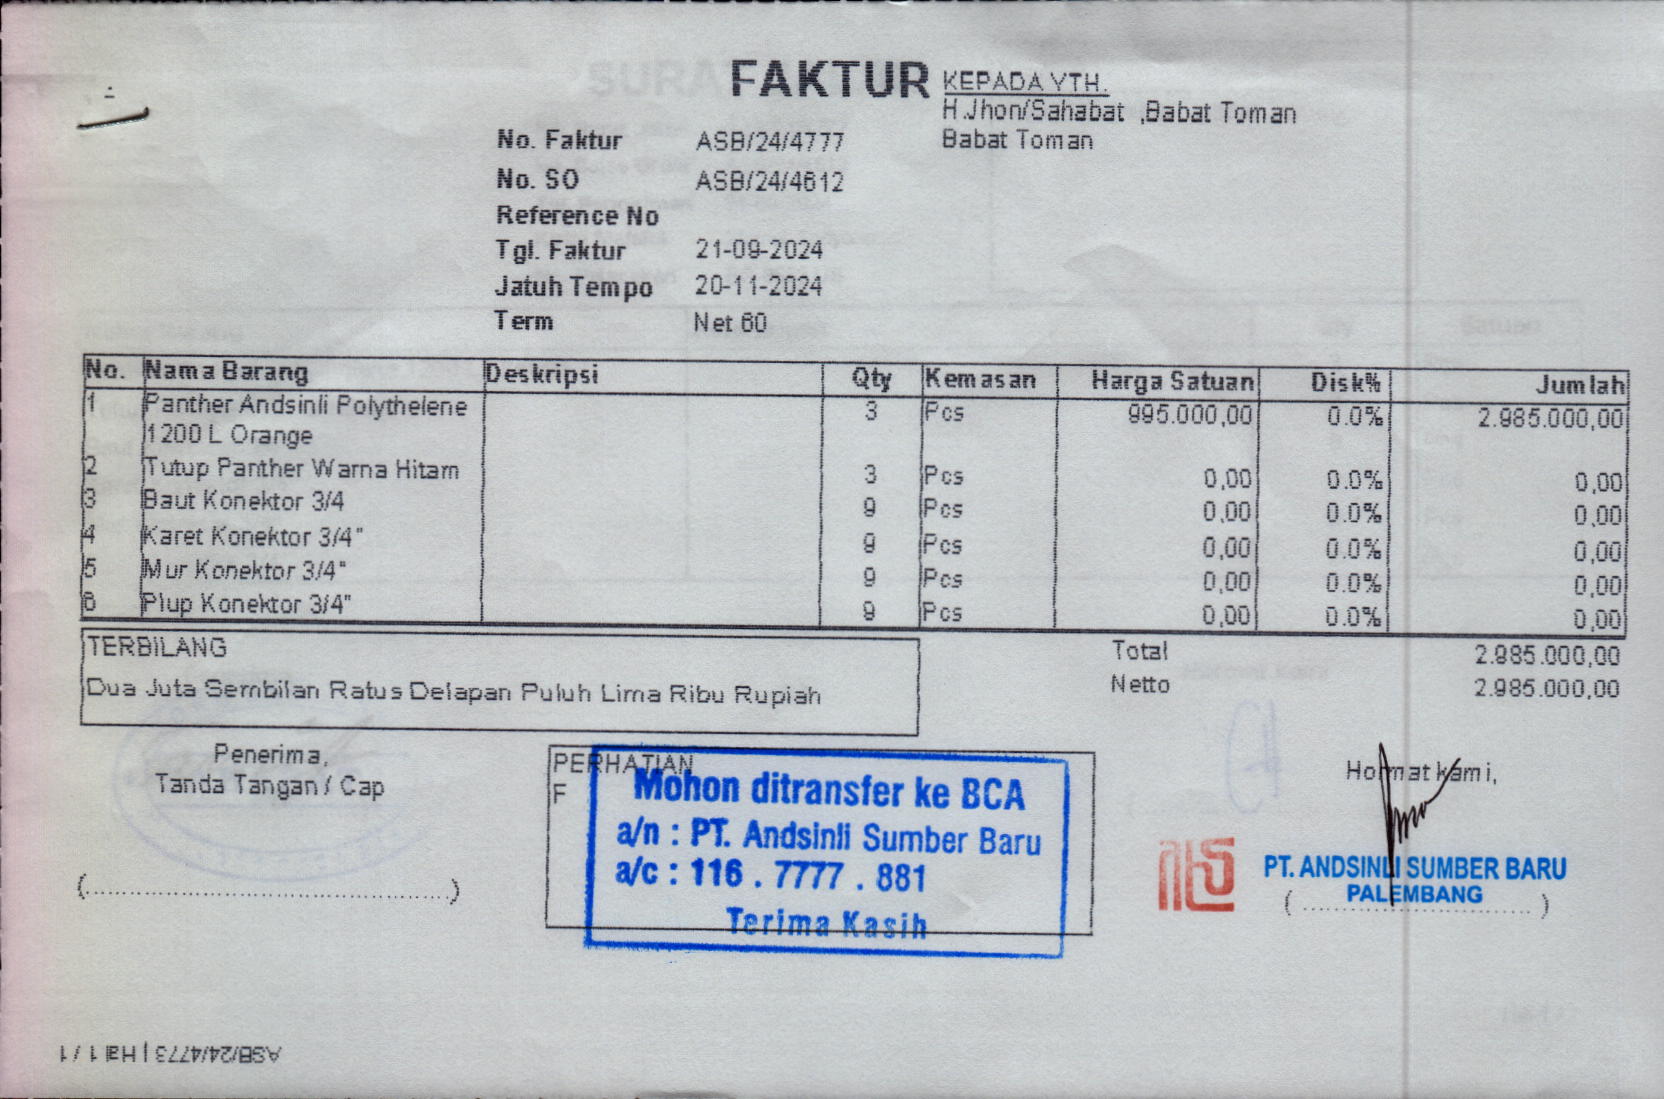 FAKTUR
KEPADA YTH.
H.Jhon/Sahabat ,Babat Toman
Babat Toman
No. Faktur ASB/24/4777
No. SO ASB/24/4612
Reference No
Tgl. Faktur 21-09-2024
Jatuh Tempo 20-11-2024
Term Net 60
No. Nama Barang Deskripsi Qty Kemasan Harga Satuan Disk% Jumlah
1 Panther Andsinli Polythelene 3 Pcs 995.000,00 0.0% 2.985.000,00
1200 L Orange
2 Tutup Panther Warna Hitam 3 Pcs 0,00 0.0% 0,00
3 Baut Konektor 3/4 9 Pcs 0,00 0.0% 0,00
4 Karet Konektor 3/4" 9 Pcs 0,00 0.0% 0,00
5 Mur Konektor 3/4" 9 Pcs 0,00 0.0% 0,00
6 Plup Konektor 3/4" 9 Pcs 0,00 0.0% 0,00
TERBILANG
Dua Juta Sembilan Ratus Delapan Puluh Lima Ribu Rupiah
Total 2.985.000,00
Netto 2.985.000,00
Penerima,
Tanda Tangan / Cap
(..................................................)
PERHATIAN
F
Mohon ditransfer ke BCA
a/n : PT. Andsinli Sumber Baru
a/c : 116 . 7777 . 881
Terima Kasih
Hormat kami,
PT. ANDSINLI SUMBER BARU
PALEMBANG
( ................................ )
ASB/24/4773 | Hal 1 / 1